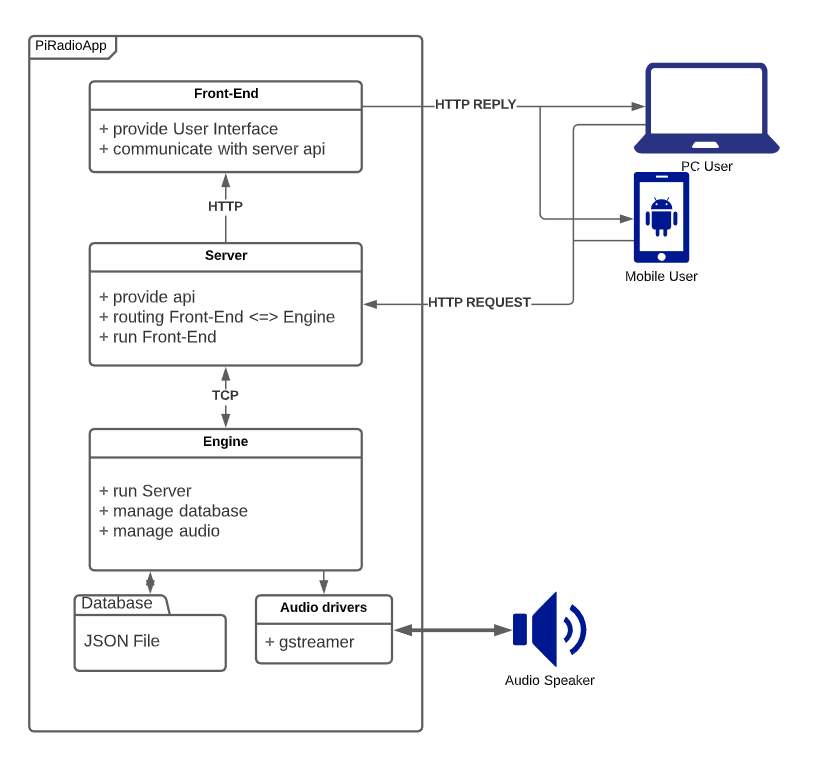 PiRadioApp
Front-End
+ provide User Interface
+ communicate with server api
HTTP REPLY
PC User
HTTP
Mobile User
Server
+ provide api
+ routing Front-End <=> Engine
+ run Front-End
HTTP REQUEST
TCP
Engine
+ run Server
+ manage database
+ manage audio
Database
JSON File
Audio drivers
+ gstreamer
Audio Speaker